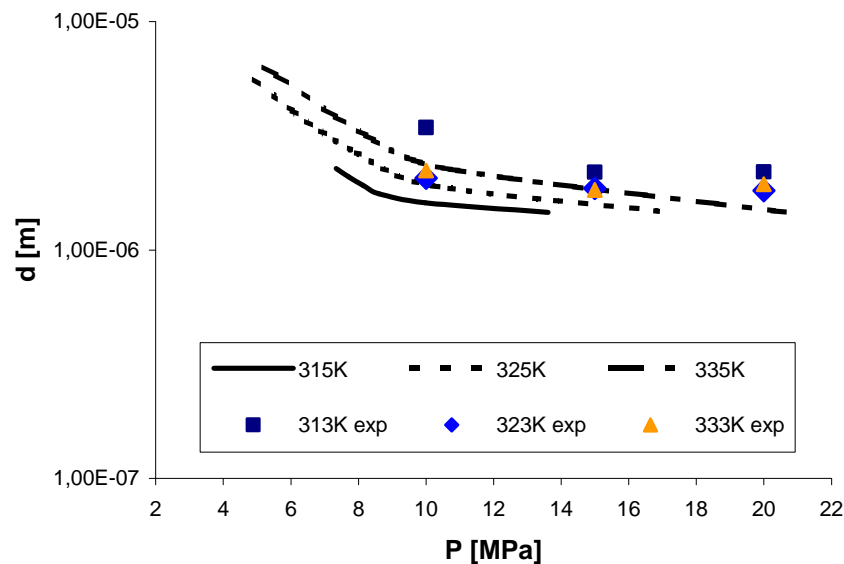 1,00E-05
1,00E-06
1,00E-07
d [m]
315K 325K 335K
313K exp 323K exp 333K exp
2 4 6 8 10 12 14 16 18 20 22
P [MPa]